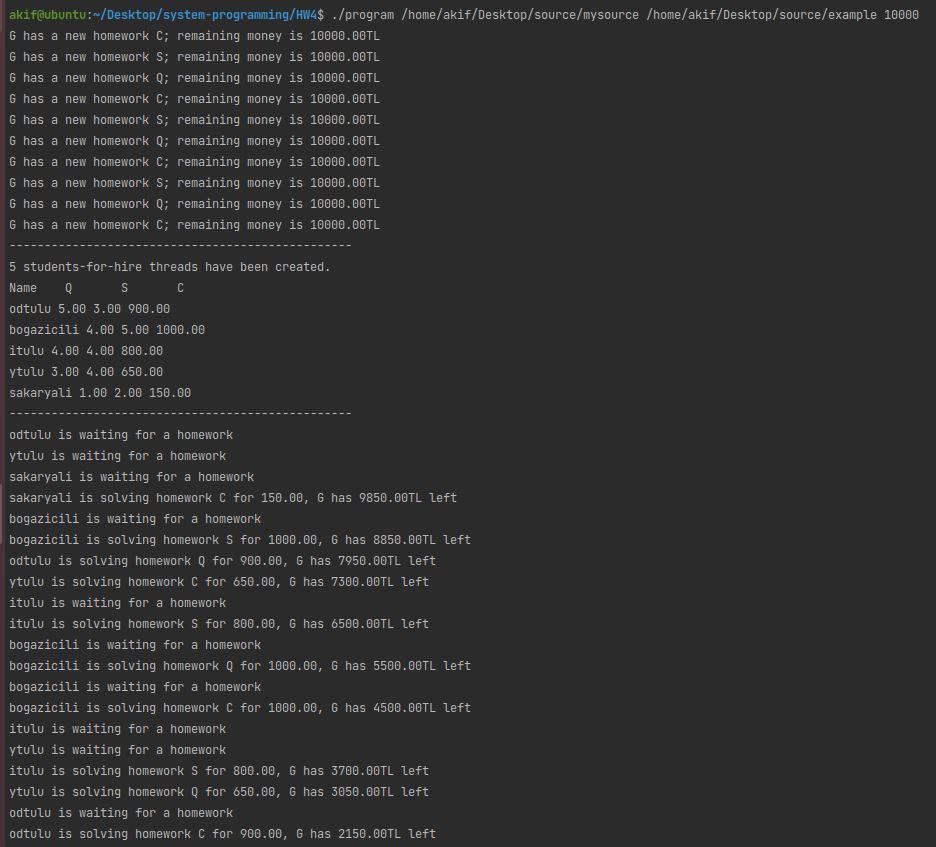 akif@ubuntu:~/Desktop/system-programming/HW4$ ./program /home/akif/Desktop/source/mysource /home/akif/Desktop/source/example 10000
G has a new homework C; remaining money is 10000.00TL
G has a new homework S; remaining money is 10000.00TL
G has a new homework Q; remaining money is 10000.00TL
G has a new homework C; remaining money is 10000.00TL
G has a new homework S; remaining money is 10000.00TL
G has a new homework Q; remaining money is 10000.00TL
G has a new homework C; remaining money is 10000.00TL
G has a new homework S; remaining money is 10000.00TL
G has a new homework Q; remaining money is 10000.00TL
G has a new homework C; remaining money is 10000.00TL
-------------------------------------------------
5 students-for-hire threads have been created.
Name    Q       S       C
odtulu 5.00 3.00 900.00
bogazicili 4.00 5.00 1000.00
itulu 4.00 4.00 800.00
ytulu 3.00 4.00 650.00
sakaryali 1.00 2.00 150.00
-------------------------------------------------
odtulu is waiting for a homework
ytulu is waiting for a homework
sakaryali is waiting for a homework
sakaryali is solving homework C for 150.00, G has 9850.00TL left
bogazicili is waiting for a homework
bogazicili is solving homework S for 1000.00, G has 8850.00TL left
odtulu is solving homework Q for 900.00, G has 7950.00TL left
ytulu is solving homework C for 650.00, G has 7300.00TL left
itulu is waiting for a homework
itulu is solving homework S for 800.00, G has 6500.00TL left
bogazicili is waiting for a homework
bogazicili is solving homework Q for 1000.00, G has 5500.00TL left
bogazicili is waiting for a homework
bogazicili is solving homework C for 1000.00, G has 4500.00TL left
itulu is waiting for a homework
ytulu is waiting for a homework
itulu is solving homework S for 800.00, G has 3700.00TL left
ytulu is solving homework Q for 650.00, G has 3050.00TL left
odtulu is waiting for a homework
odtulu is solving homework C for 900.00, G has 2150.00TL left